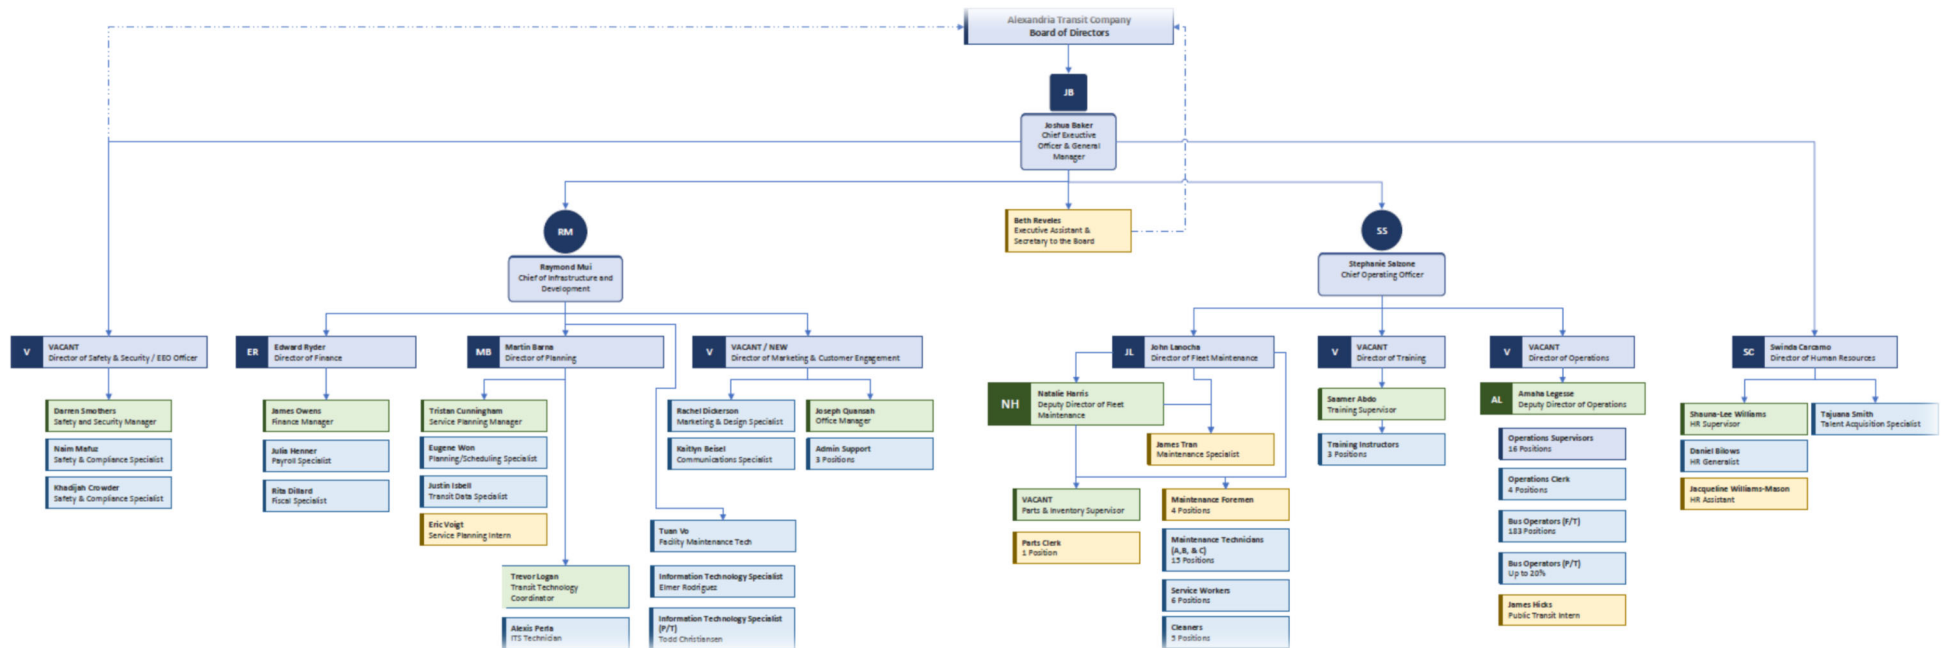 Alexandria Transit Company
Board of Directors
JB
Joshua Baker
Chief Executive
Officer & General
Manager
Beth Reveles
Executive Assistant &
Secretary to the Board
RM
Raymond Mui
Chief of Infrastructure and
Development
SS
Stephanie Salzone
Chief Operating Officer
V
VACANT
Director of Safety & Security / EEO Officer
Darren Smothers
Safety and Security Manager
Naim Mafuz
Safety & Compliance Specialist
Khadijah Crowder
Safety & Compliance Specialist
ER
Edward Ryder
Director of Finance
James Owens
Finance Manager
Julia Henner
Payroll Specialist
Rita Dillard
Fiscal Specialist
MB
Martin Barna
Director of Planning
Tristan Cunningham
Service Planning Manager
Eugene Won
Planning/Scheduling Specialist
Justin Isbell
Transit Data Specialist
Eric Voigt
Service Planning Intern
Trevor Logan
Transit Technology
Coordinator
Alexis Perla
ITS Technician
V
VACANT / NEW
Director of Marketing & Customer Engagement
Rachel Dickerson
Marketing & Design Specialist
Kaitlyn Beisel
Communications Specialist
Joseph Quansah
Office Manager
Admin Support
3 Positions
Tuan Vo
Facility Maintenance Tech
Information Technology Specialist
Elmer Rodriguez
Information Technology Specialist
(P/T)
Todd Christiansen
JL
John Lanocha
Director of Fleet Maintenance
NH
Natalie Harris
Deputy Director of Fleet
Maintenance
James Tran
Maintenance Specialist
VACANT
Parts & Inventory Supervisor
Parts Clerk
1 Position
Maintenance Foremen
4 Positions
Maintenance Technicians
(A,B, & C)
15 Positions
Service Workers
6 Positions
Cleaners
5 Positions
V
VACANT
Director of Training
Saamer Abdo
Training Supervisor
Training Instructors
3 Positions
V
VACANT
Director of Operations
AL
Amaha Legesse
Deputy Director of Operations
Operations Supervisors
16 Positions
Operations Clerk
4 Positions
Bus Operators (F/T)
183 Positions
Bus Operators (P/T)
Up to 20%
James Hicks
Public Transit Intern
SC
Swinda Carcamo
Director of Human Resources
Shauna-Lee Williams
HR Supervisor
Daniel Bilows
HR Generalist
Jacqueline Williams-Mason
HR Assistant
Tajuana Smith
Talent Acquisition Specialist